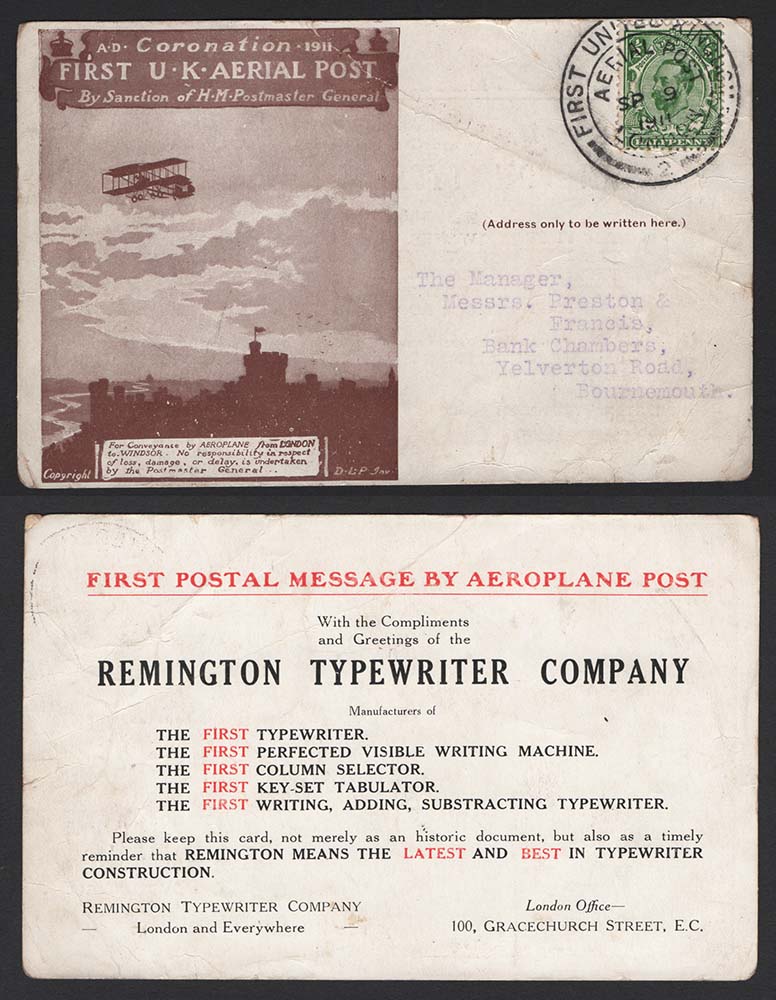 A·D· Coronation · 1911
FIRST U·K·AERIAL POST
By Sanction of H·M·Postmaster General
For Conveyance by AEROPLANE from LONDON
to WINDSOR. No responsibility in respect
of loss, damage, or delay, is undertaken
by the Postmaster General . .
Copyright
D·L·P Inv.
FIRST UNITED
AERIAL POST
SP 9
1911
2
HALFPENNY
(Address only to be written here.)
The Manager,
Messrs. Preston &
Francis,
Bank Chambers,
Yelverton Road,
Bournemouth.
FIRST POSTAL MESSAGE BY AEROPLANE POST
With the Compliments
and Greetings of the
REMINGTON TYPEWRITER COMPANY
Manufacturers of
THE FIRST TYPEWRITER.
THE FIRST PERFECTED VISIBLE WRITING MACHINE.
THE FIRST COLUMN SELECTOR.
THE FIRST KEY-SET TABULATOR.
THE FIRST WRITING, ADDING, SUBSTRACTING TYPEWRITER.
Please keep this card, not merely as an historic document, but also as a timely
reminder that REMINGTON MEANS THE LATEST AND BEST IN TYPEWRITER
CONSTRUCTION.
REMINGTON TYPEWRITER COMPANY
— London and Everywhere —
London Office—
100, GRACECHURCH STREET, E.C.